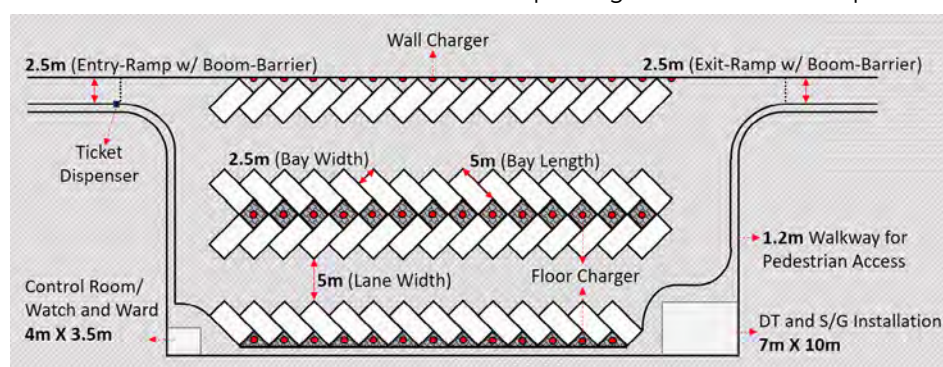 Wall Charger
2.5m (Entry-Ramp w/ Boom-Barrier)
2.5m (Exit-Ramp w/ Boom-Barrier)
Ticket
Dispenser
2.5m (Bay Width)
5m (Bay Length)
1.2m Walkway for
Pedestrian Access
5m (Lane Width)
Floor Charger
Control Room/
Watch and Ward
4m X 3.5m
DT and S/G Installation
7m X 10m